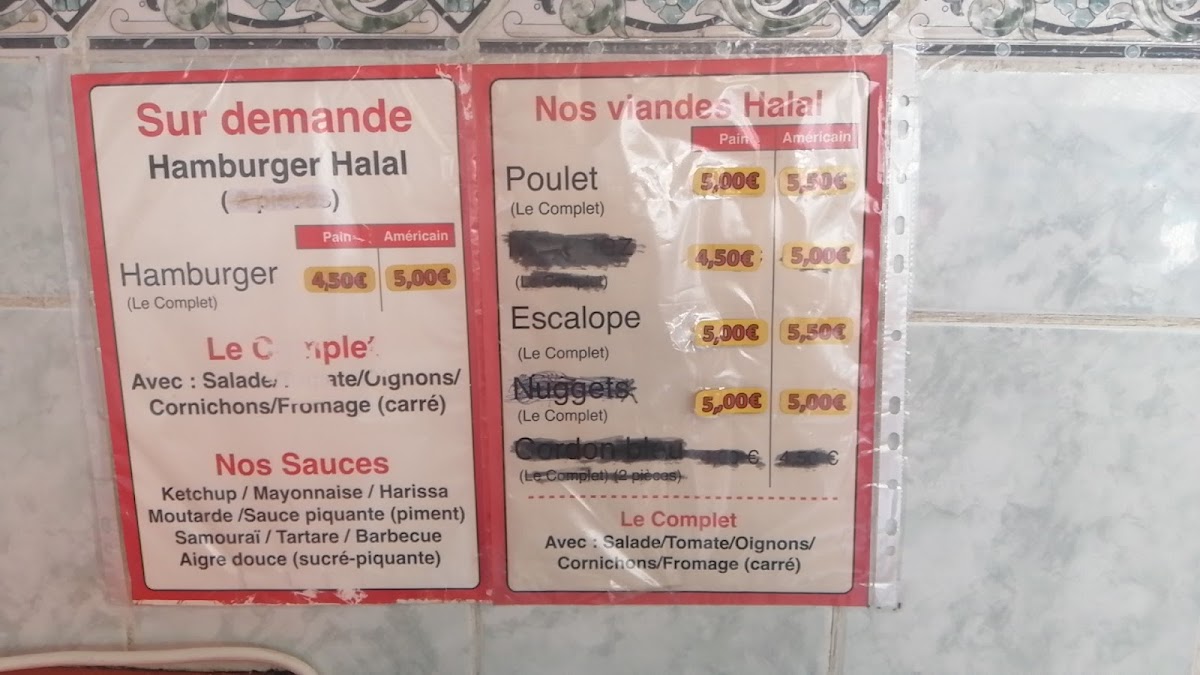 Sur demande
Hamburger Halal
Pain Américain
Hamburger 4,50€ 5,00€
(Le Complet)
Avec : Salade/
/Oignons/
Cornichons/Fromage (carré)
Nos Sauces
Ketchup / Mayonnaise / Harissa
Moutarde /Sauce piquante (piment)
Samouraï / Tartare / Barbecue
Aigre douce (sucré-piquante)
Nos viandes Halal
Pain Américain
Poulet 5,00€ 5,50€
(Le Complet)
4,50€ 5,00€
(Le Complet)
Escalope 5,00€ 5,50€
(Le Complet)
Nuggets 5,00€ 5,00€
(Le Complet)
Cordon bleu
(Le Complet) (2 pièces)
Le Complet
Avec : Salade/Tomate/Oignons/
Cornichons/Fromage (carré)